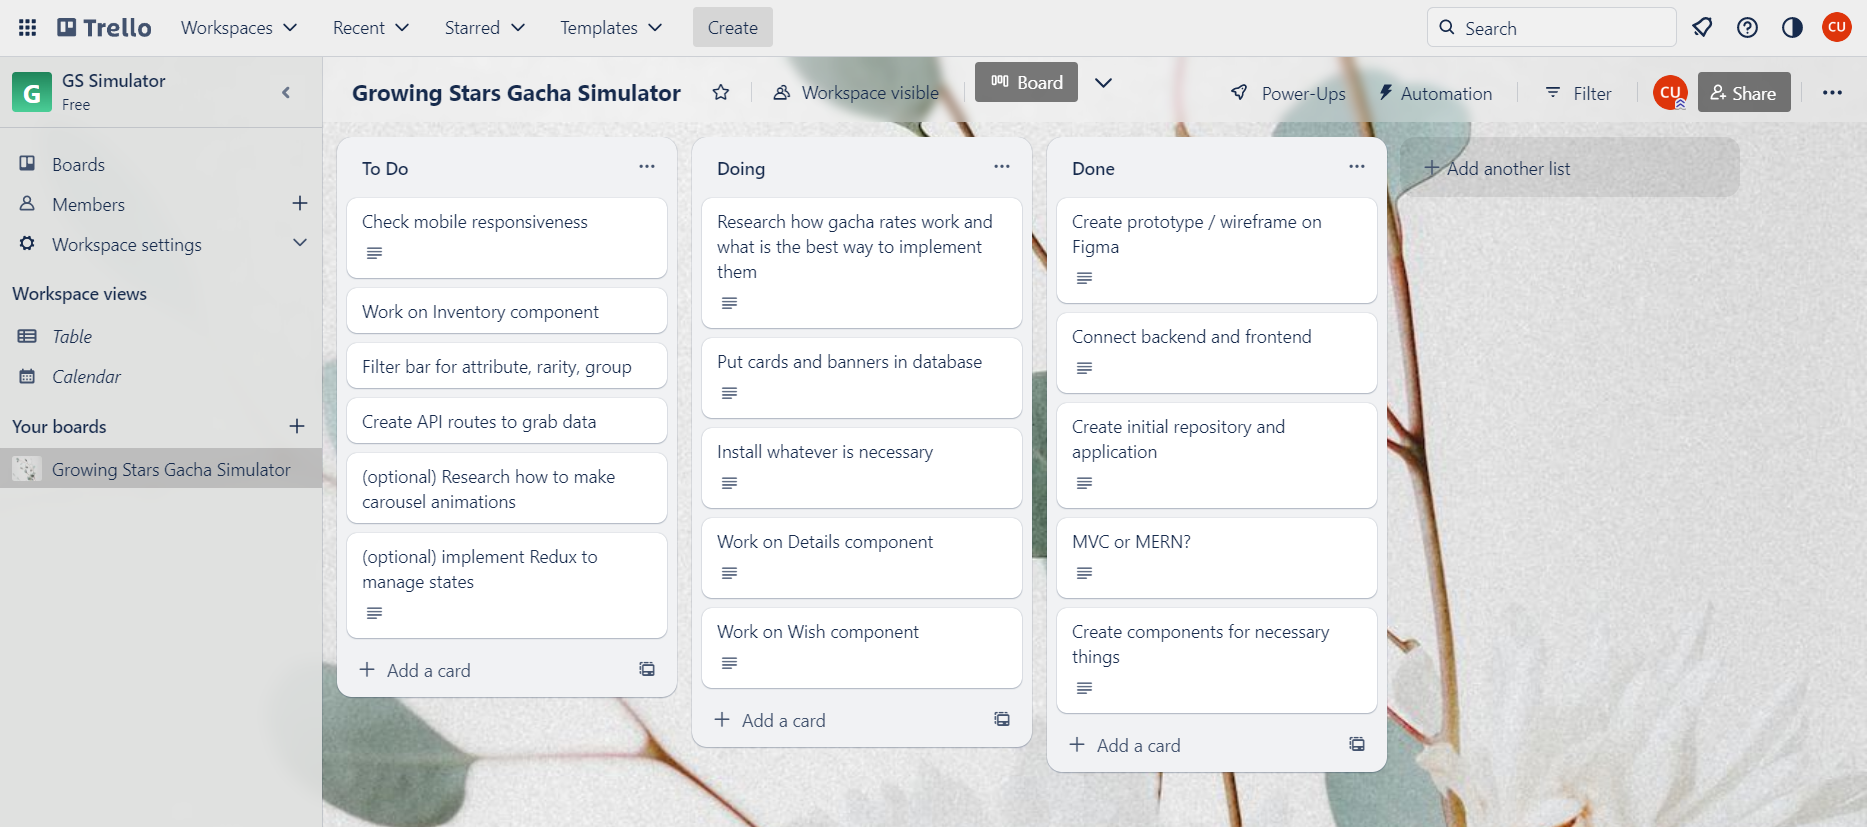 Trello
Workspaces
Recent
Starred
Templates
Create
Search
CU
G
GS Simulator
Free
Boards
Members
Workspace settings
Workspace views
Table
Calendar
Your boards
Growing Stars Gacha Simulator
Growing Stars Gacha Simulator
Workspace visible
Board
Power-Ups
Automation
Filter
CU
Share
To Do
Check mobile responsiveness
Work on Inventory component
Filter bar for attribute, rarity, group
Create API routes to grab data
(optional) Research how to make
carousel animations
(optional) implement Redux to
manage states
Add a card
Doing
Research how gacha rates work and
what is the best way to implement
them
Put cards and banners in database
Install whatever is necessary
Work on Details component
Work on Wish component
Add a card
Done
Create prototype / wireframe on
Figma
Connect backend and frontend
Create initial repository and
application
MVC or MERN?
Create components for necessary
things
Add a card
Add another list